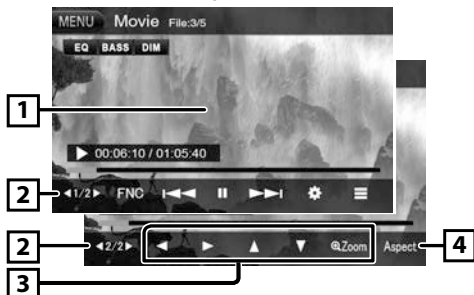 MENU Movie File:3/5
EQ BASS DIM
1
00:06:10 / 01:05:40
2 1/2 FNC
2 2/2 Zoom Aspect 4
3